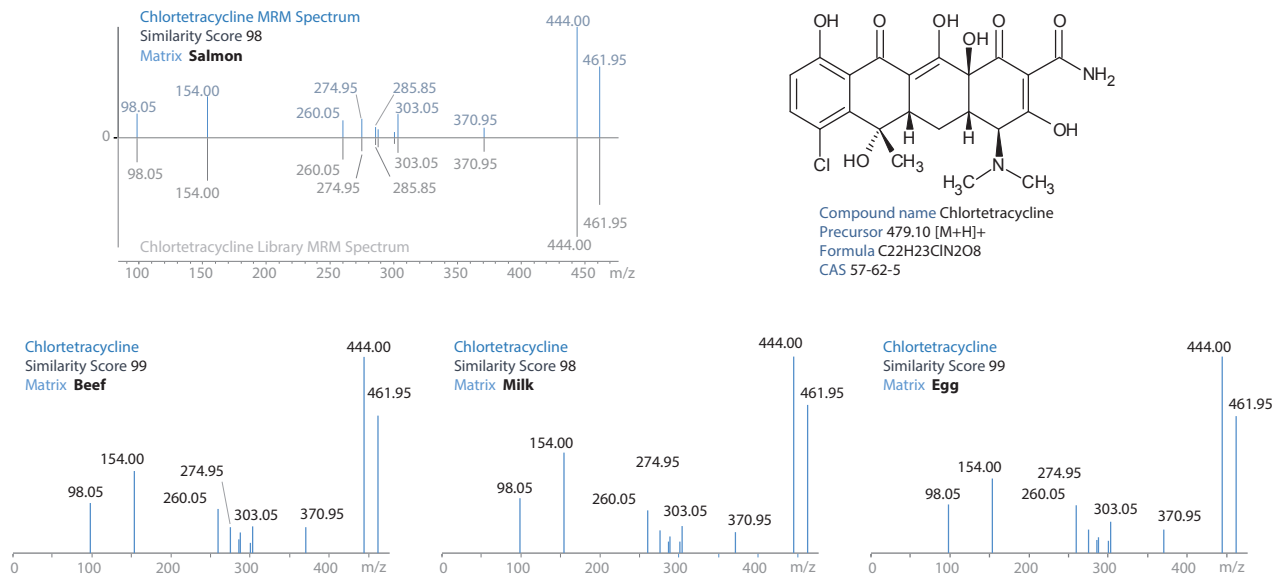 Chlortetracycline MRM Spectrum
Similarity Score 98
Matrix Salmon
444.00
461.95
98.05
154.00
260.05
274.95
285.85
303.05
370.95
0
98.05
154.00
260.05
274.95
285.85
303.05
370.95
461.95
444.00
Chlortetracycline Library MRM Spectrum
100 150 200 250 300 350 400 450 m/z
OH O OH OH O O
NH2
OH
Cl HO CH3 H H
N
H3C CH3
Compound name Chlortetracycline
Precursor 479.10 [M+H]+
Formula C22H23ClN2O8
CAS 57-62-5
Chlortetracycline
Similarity Score 99
Matrix Beef
444.00
461.95
154.00
274.95
98.05
260.05
303.05
370.95
0 100 200 300 400 m/z
Chlortetracycline
Similarity Score 98
Matrix Milk
444.00
461.95
154.00
274.95
98.05
260.05
303.05
370.95
0 100 200 300 400 m/z
Chlortetracycline
Similarity Score 99
Matrix Egg
444.00
461.95
154.00
274.95
98.05
260.05
303.05
370.95
0 100 200 300 400 m/z